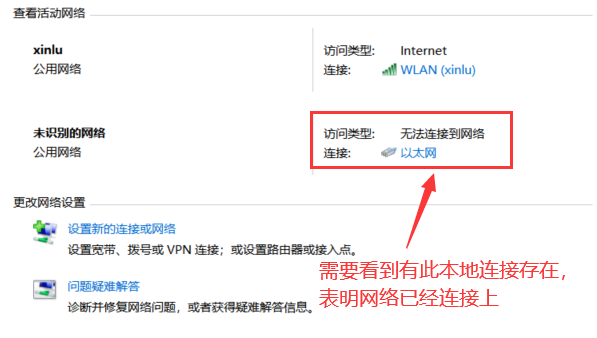 查看活动网络
xinlu
公用网络
访问类型: Internet
连接: WLAN (xinlu)
未识别的网络
公用网络
访问类型: 无法连接到网络
连接: 以太网
更改网络设置
设置新的连接或网络
设置宽带、拨号或 VPN 连接；或设置路由器或接入点。
问题疑难解答
诊断并修复网络问题，或者获得疑难解答信息。
需要看到有此本地连接存在，
表明网络已经连接上